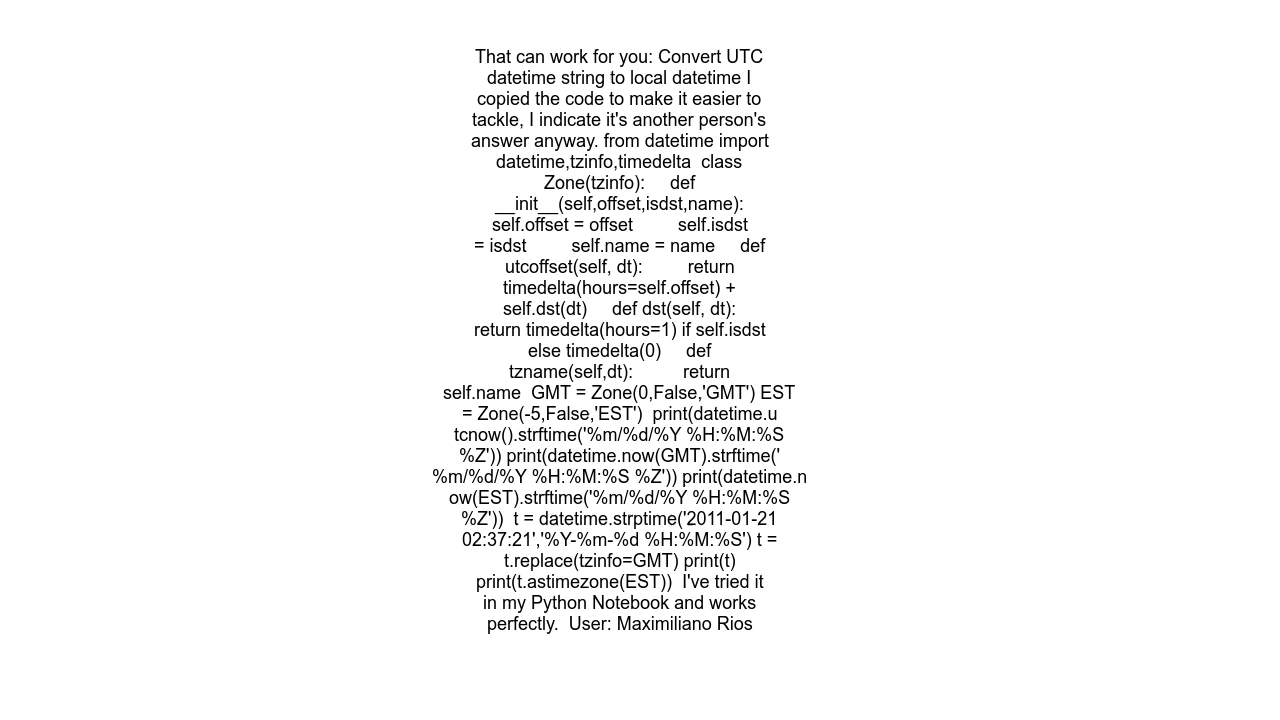 That can work for you: Convert UTC
datetime string to local datetime I
copied the code to make it easier to
tackle, I indicate it's another person's
answer anyway. from datetime import
datetime,tzinfo,timedelta  class
Zone(tzinfo):     def
__init__(self,offset,isdst,name):
self.offset = offset         self.isdst
= isdst         self.name = name     def
utcoffset(self, dt):         return
timedelta(hours=self.offset) +
self.dst(dt)     def dst(self, dt):
return timedelta(hours=1) if self.isdst
else timedelta(0)     def
tzname(self,dt):          return
self.name  GMT = Zone(0,False,'GMT') EST
= Zone(-5,False,'EST')  print(datetime.u
tcnow().strftime('%m/%d/%Y %H:%M:%S
%Z')) print(datetime.now(GMT).strftime('
%m/%d/%Y %H:%M:%S %Z')) print(datetime.n
ow(EST).strftime('%m/%d/%Y %H:%M:%S
%Z'))  t = datetime.strptime('2011-01-21
02:37:21','%Y-%m-%d %H:%M:%S') t =
t.replace(tzinfo=GMT) print(t)
print(t.astimezone(EST))  I've tried it
in my Python Notebook and works
perfectly.  User: Maximiliano Rios